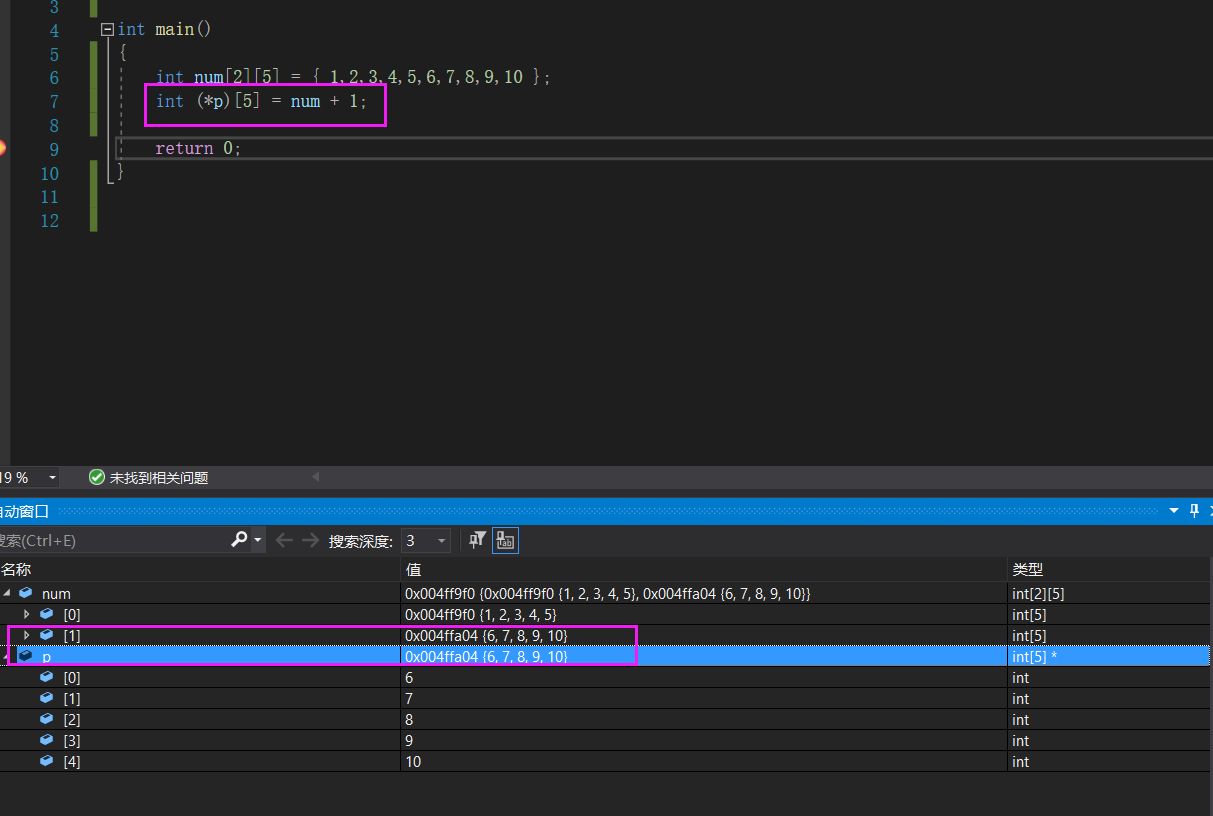 3
4 int main()
5 {
6 int num[2][5] = { 1,2,3,4,5,6,7,8,9,10 };
7 int (*p)[5] = num + 1;
8
9 return 0;
10 }
11
12
19 % 未找到相关问题
自动窗口
搜索(Ctrl+E) 搜索深度: 3
名称 值 类型
num 0x004ff9f0 {0x004ff9f0 {1, 2, 3, 4, 5}, 0x004ffa04 {6, 7, 8, 9, 10}} int[2][5]
[0] 0x004ff9f0 {1, 2, 3, 4, 5} int[5]
[1] 0x004ffa04 {6, 7, 8, 9, 10} int[5]
p 0x004ffa04 {6, 7, 8, 9, 10} int[5] *
[0] 6 int
[1] 7 int
[2] 8 int
[3] 9 int
[4] 10 int